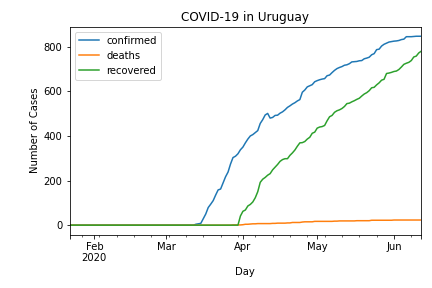 COVID-19 in Uruguay
confirmed
deaths
recovered
Number of Cases
800
600
400
200
0
Feb
2020
Mar
Apr
May
Jun
Day